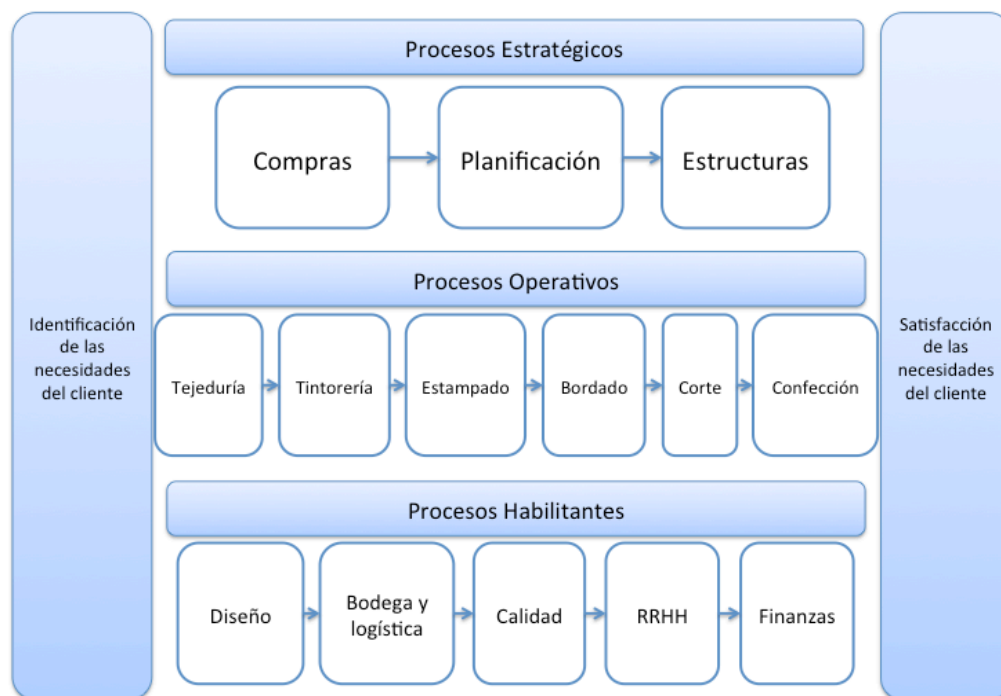 Procesos Estratégicos
Compras
Planificación
Estructuras
Identificación
de las
necesidades
del cliente
Procesos Operativos
Tejeduría
Tintorería
Estampado
Bordado
Corte
Confección
Satisfacción
de las
necesidades
del cliente
Procesos Habilitantes
Diseño
Bodega y
logística
Calidad
RRHH
Finanzas